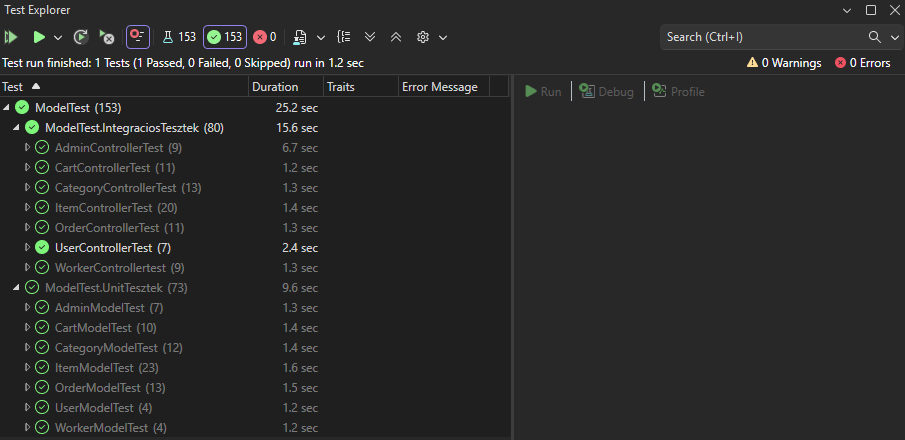 Test Explorer
153 153 0 Search (Ctrl+I)
Test run finished: 1 Tests (1 Passed, 0 Failed, 0 Skipped) run in 1.2 sec 0 Warnings 0 Errors
Test Duration Traits Error Message
Run Debug Profile
ModelTest (153) 25.2 sec
ModelTest.IntegraciosTesztek (80) 15.6 sec
AdminControllerTest (9) 6.7 sec
CartControllerTest (11) 1.2 sec
CategoryControllerTest (13) 1.3 sec
ItemControllerTest (20) 1.4 sec
OrderControllerTest (11) 1.3 sec
UserControllerTest (7) 2.4 sec
WorkerControllertest (9) 1.3 sec
ModelTest.UnitTesztek (73) 9.6 sec
AdminModelTest (7) 1.3 sec
CartModelTest (10) 1.4 sec
CategoryModelTest (12) 1.4 sec
ItemModelTest (23) 1.6 sec
OrderModelTest (13) 1.5 sec
UserModelTest (4) 1.2 sec
WorkerModelTest (4) 1.2 sec